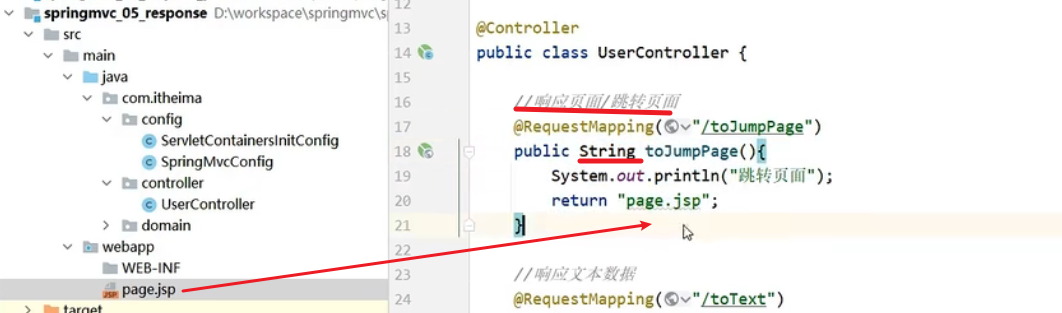 springmvc_05_response D:\workspace\springmvc\s
src
main
java
com.itheima
config
ServletContainersInitConfig
SpringMvcConfig
controller
UserController
domain
webapp
WEB-INF
page.jsp
target
12
13 @Controller
14 public class UserController {
15
16 //响应页面/跳转页面
17 @RequestMapping("/toJumpPage")
18 public String toJumpPage(){
19 System.out.println("跳转页面");
20 return "page.jsp";
21 }
22
23 //响应文本数据
24 @RequestMapping("/toText")